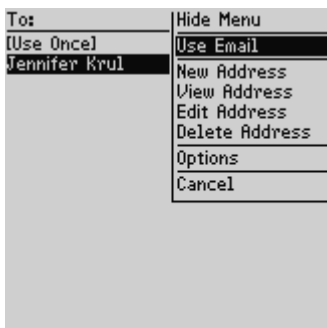 To:
[Use Once]
Jennifer Krul
Hide Menu
Use Email
New Address
View Address
Edit Address
Delete Address
Options
Cancel